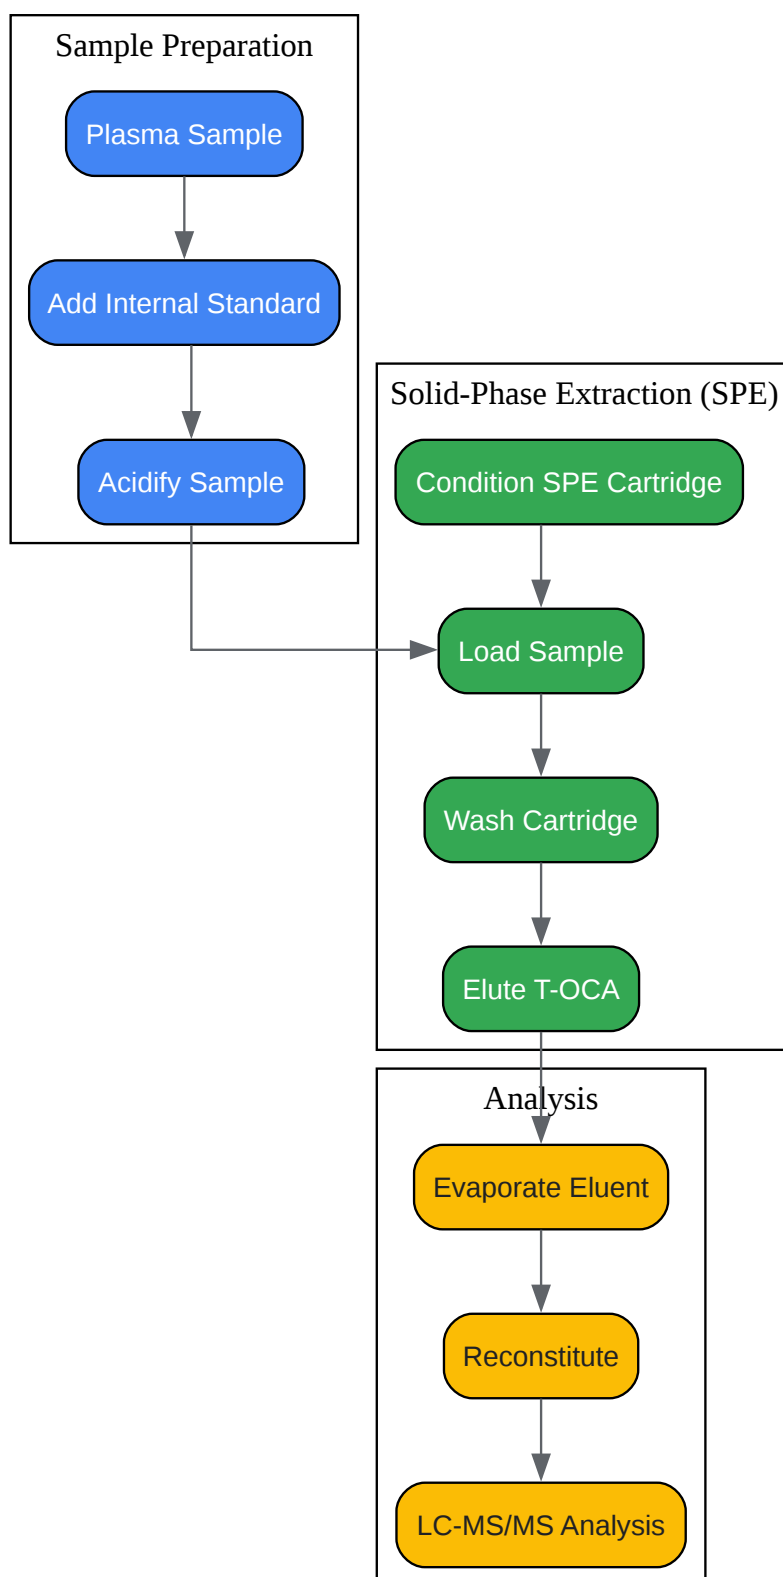 Sample Preparation
Plasma Sample
Add Internal Standard
Acidify Sample
Solid-Phase Extraction (SPE)
Condition SPE Cartridge
Load Sample
Wash Cartridge
Elute T-OCA
Analysis
Evaporate Eluent
Reconstitute
LC-MS/MS Analysis